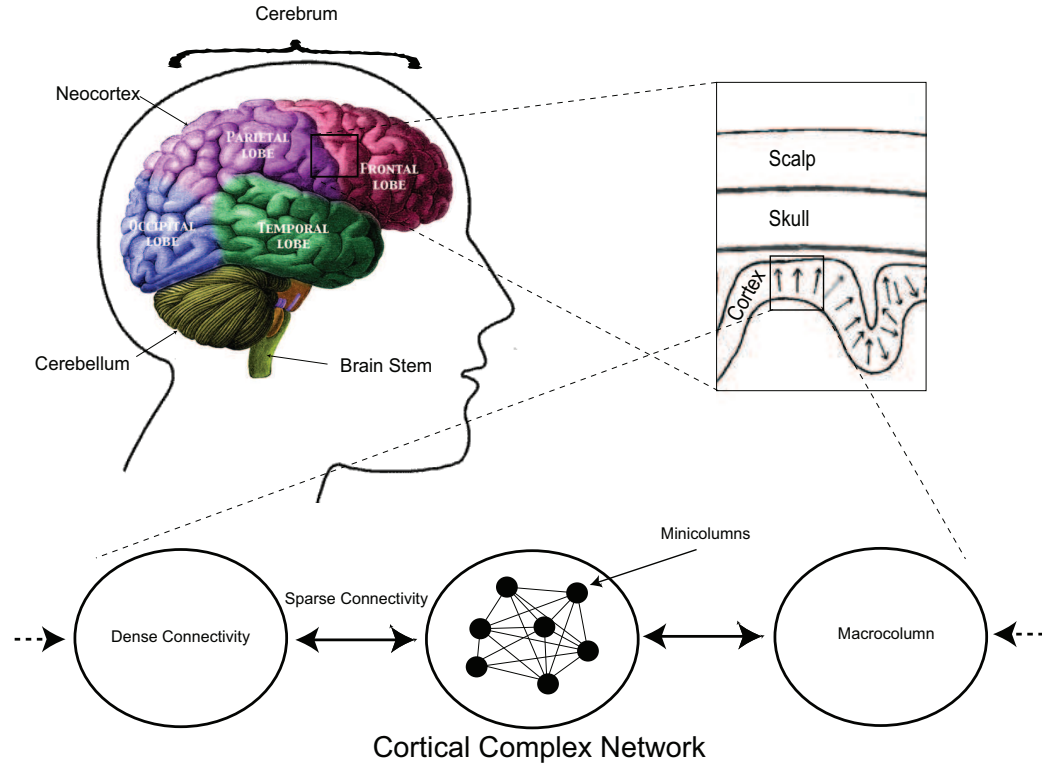 Cerebrum
Neocortex
PARIETAL
LOBE
FRONTAL
LOBE
OCCIPITAL
LOBE
TEMPORAL
LOBE
Cerebellum
Brain Stem
Scalp
Skull
Cortex
Minicolumns
Sparse Connectivity
Dense Connectivity
Macrocolumn
Cortical Complex Network